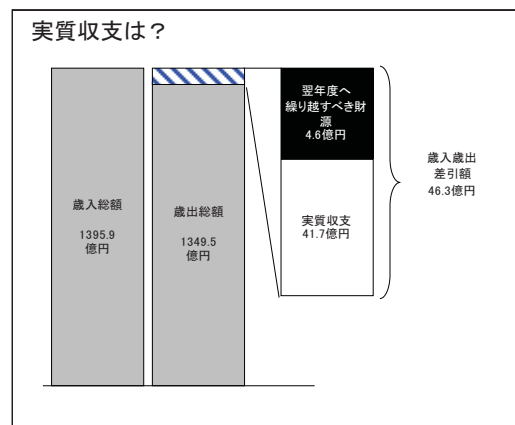 実質収支は？
歳入総額
1395.9
億円
歳出総額
1349.5
億円
翌年度へ
繰り越すべき財
源
4.6億円
実質収支
41.7億円
歳入歳出
差引額
46.3億円